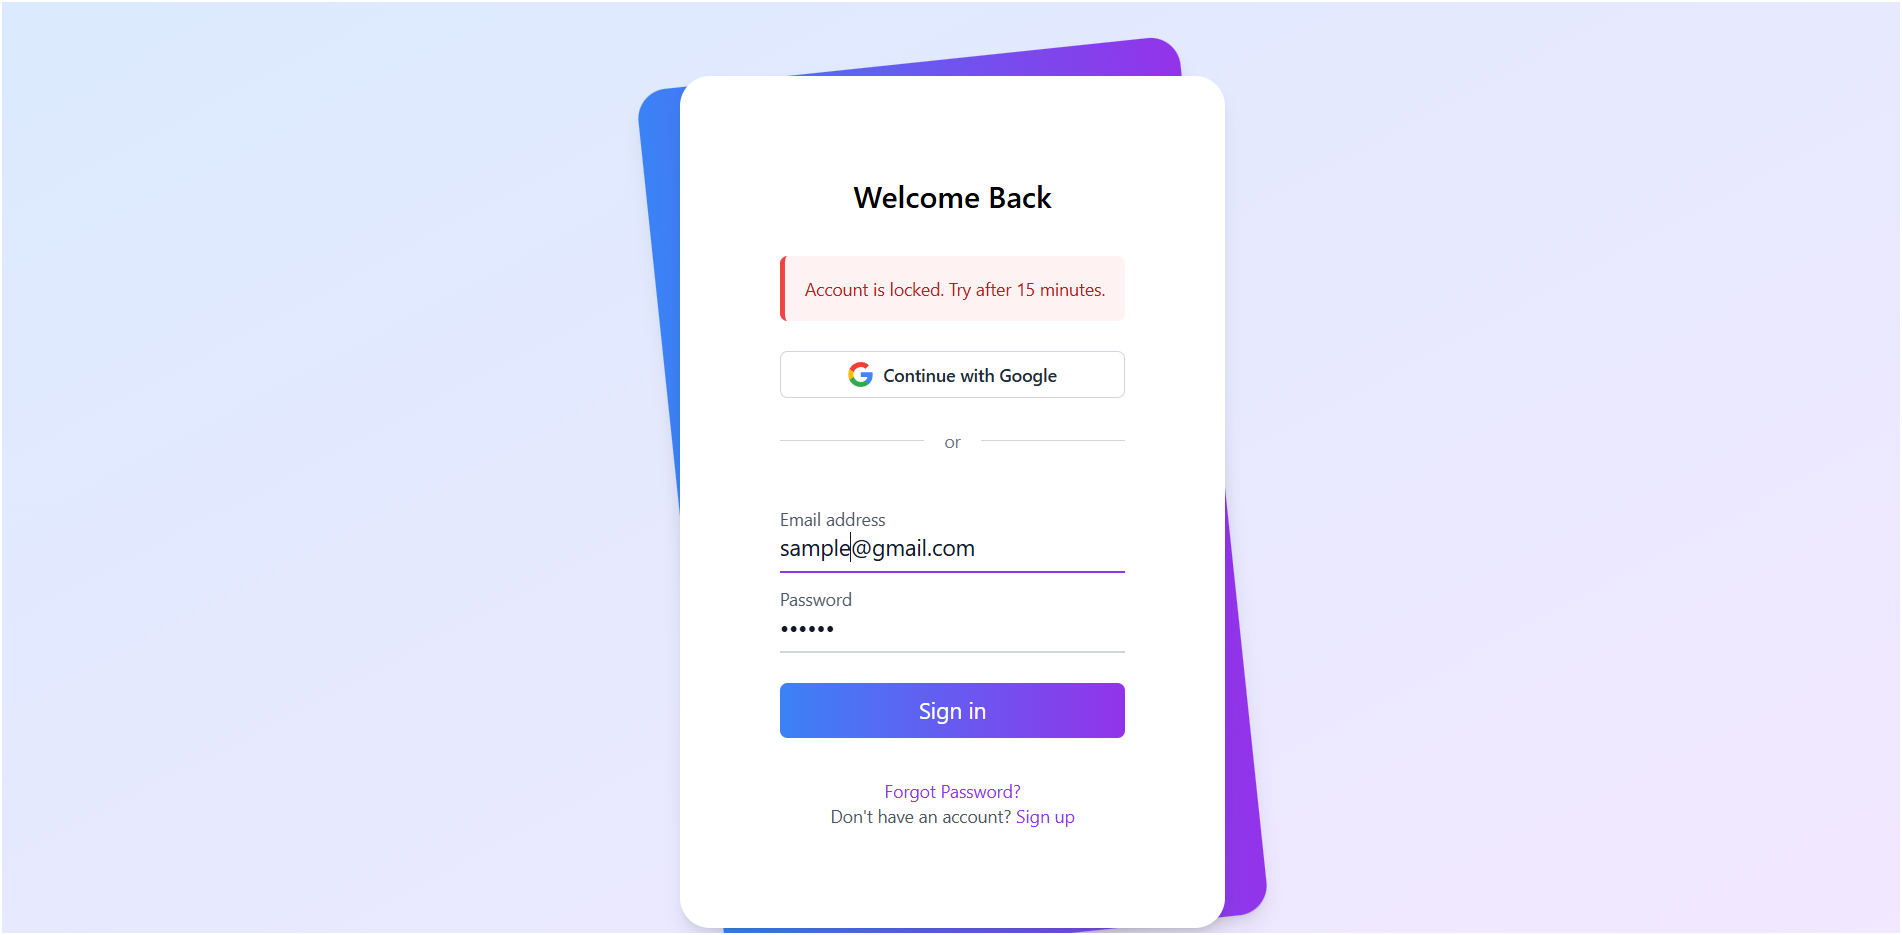 Welcome Back
Account is locked. Try after 15 minutes.
Continue with Google
or
Email address
sample@gmail.com
Password
••••••
Sign in
Forgot Password?
Don't have an account? Sign up